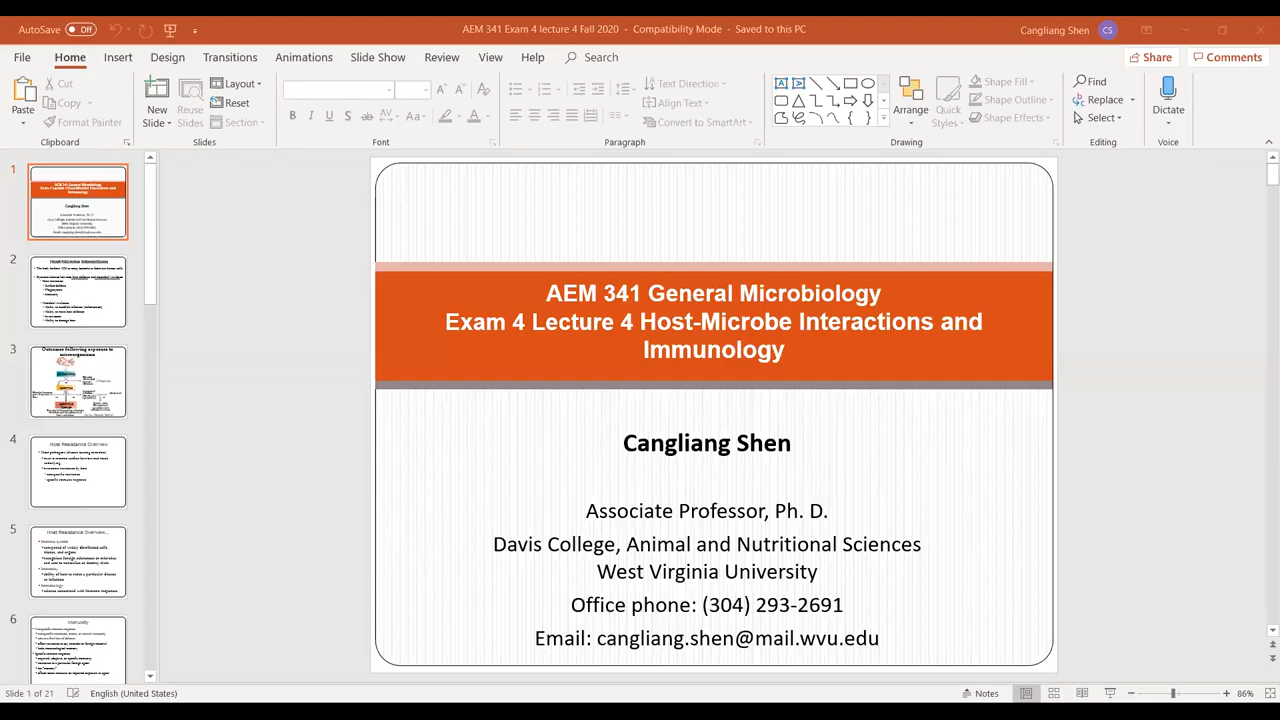 AutoSave Off
AEM 341 Exam 4 lecture 4 Fall 2020 - Compatibility Mode - Saved to this PC
Cangliang Shen CS
File Home Insert Design Transitions Animations Slide Show Review View Help Search
Share Comments
Paste
Cut
Copy
Format Painter
Clipboard
New Slide
Reuse Slides
Layout
Reset
Section
Slides
Font
Text Direction
Align Text
Convert to SmartArt
Paragraph
Arrange
Quick Styles
Shape Fill
Shape Outline
Shape Effects
Drawing
Find
Replace
Select
Editing
Dictate
Voice
1
2
Host-Microbe Interactions
3
Outcomes following exposure to
microorganisms
4
Host Resistance Overview
5
Host Resistance Overview...
6
Immunity
AEM 341 General Microbiology
Exam 4 Lecture 4 Host-Microbe Interactions and
Immunology
Cangliang Shen
Associate Professor, Ph. D.
Davis College, Animal and Nutritional Sciences
West Virginia University
Office phone: (304) 293-2691
Email: cangliang.shen@mail.wvu.edu
Slide 1 of 21 English (United States)
Notes 86%